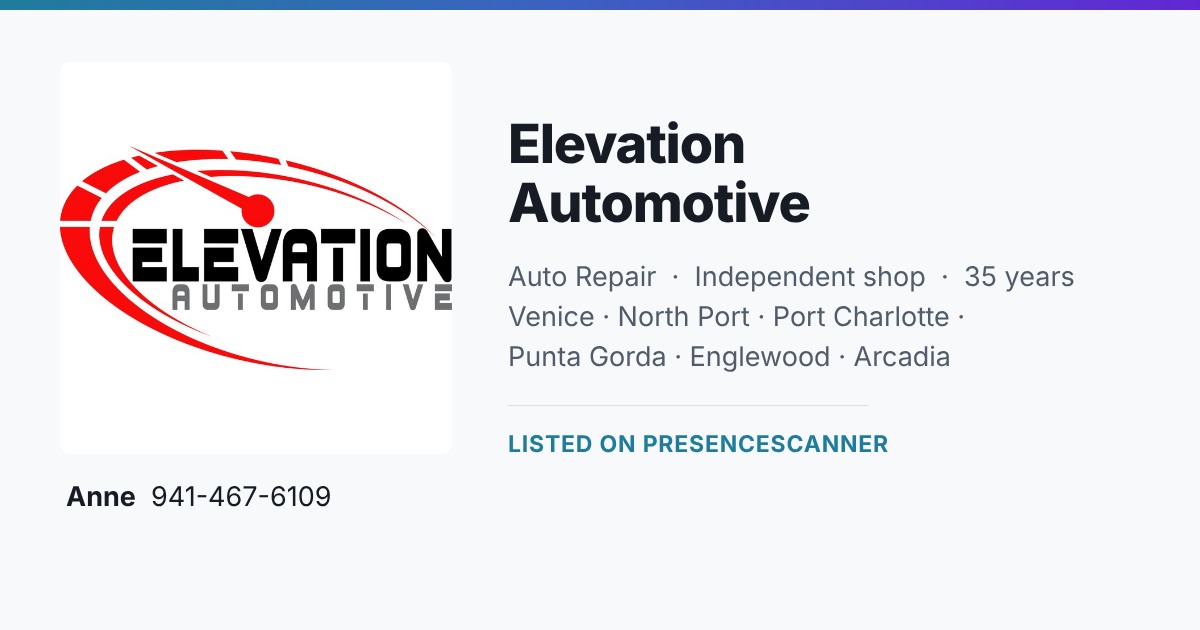 ELEVATION
AUTOMOTIVE
Anne 941-467-6109
Elevation
Automotive
Auto Repair · Independent shop · 35 years
Venice · North Port · Port Charlotte ·
Punta Gorda · Englewood · Arcadia
LISTED ON PRESENCESCANNER